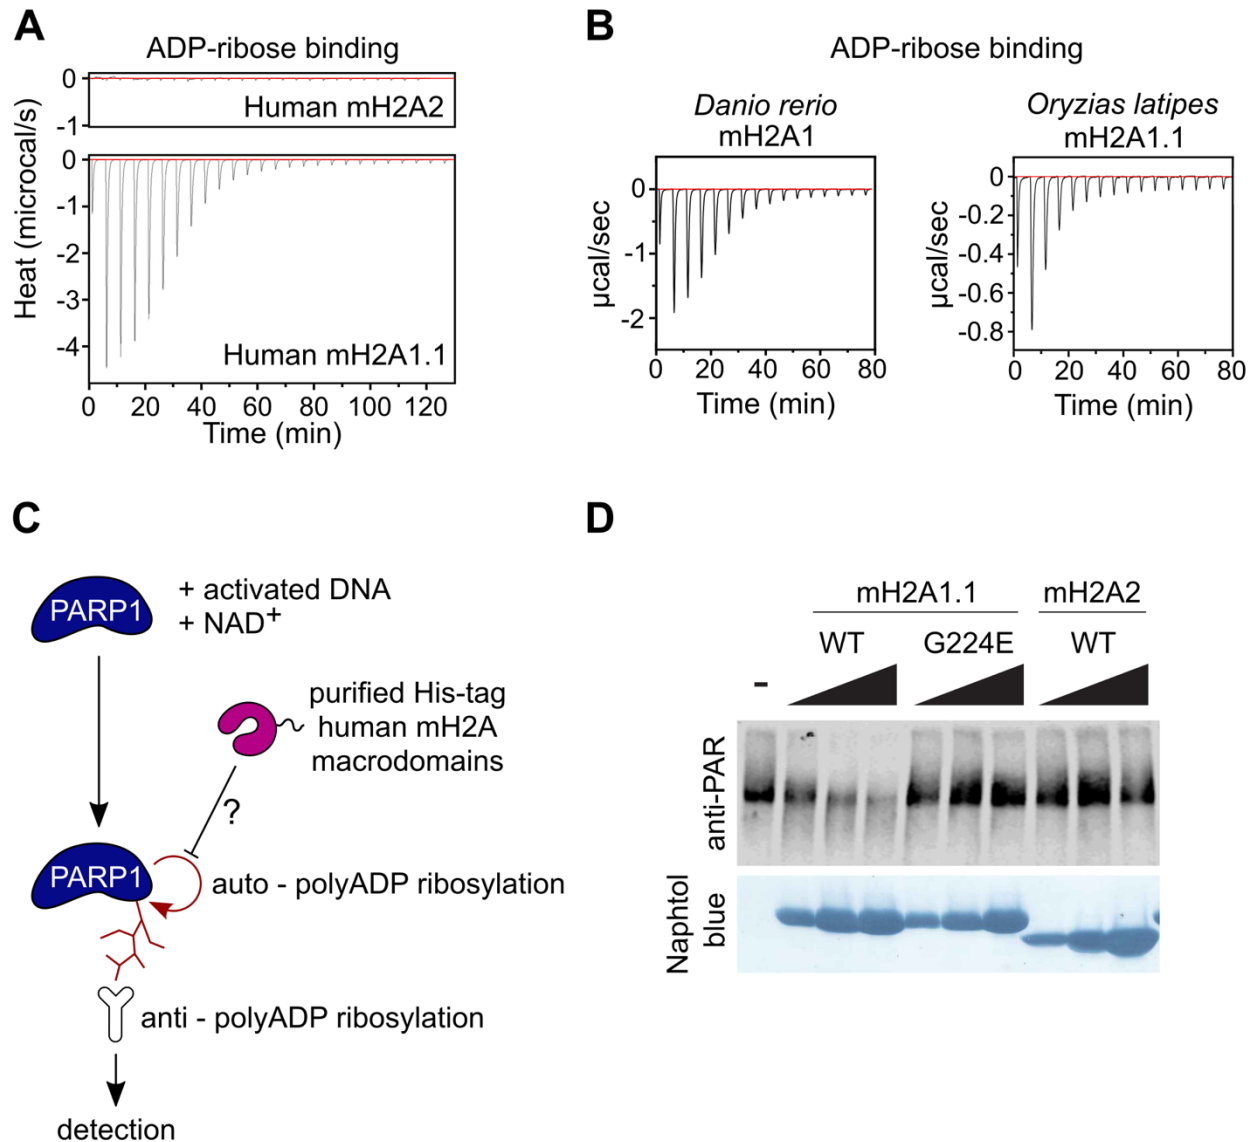 A
ADP-ribose binding
0
-1
Human mH2A2
0
-1
-2
-3
-4
Human mH2A1.1
Heat (microcal/s)
0 20 40 60 80 100 120
Time (min)
B
ADP-ribose binding
Danio rerio
mH2A1
0
-1
-2
µcal/sec
0 20 40 60 80
Time (min)
Oryzias latipes
mH2A1.1
0
-0.2
-0.4
-0.6
-0.8
µcal/sec
0 20 40 60 80
Time (min)
C
PARP1
+ activated DNA
+ NAD+
purified His-tag
human mH2A
macrodomains
?
PARP1
auto - polyADP ribosylation
anti - polyADP ribosylation
detection
D
mH2A1.1 mH2A2
WT G224E WT
-
anti-PAR
Naphtol
blue